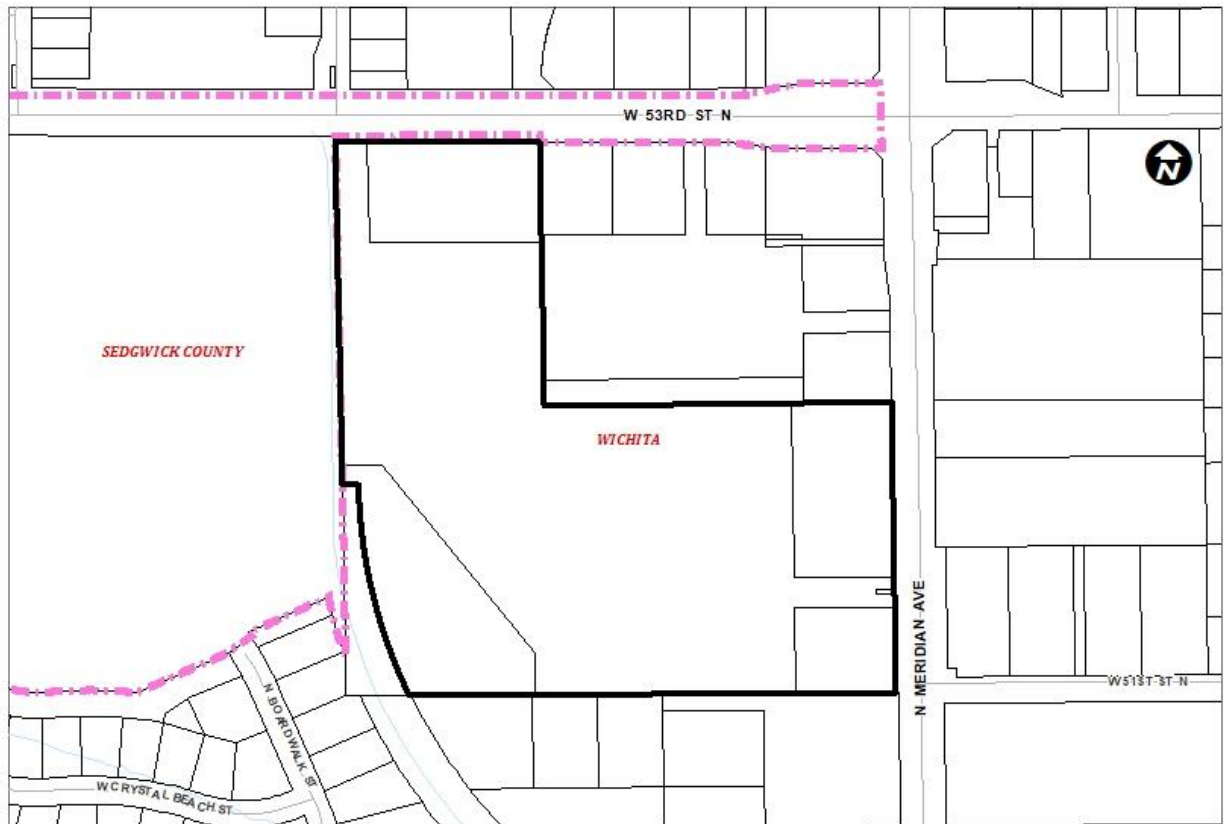 W 53RD ST N
N
SEDGWICK COUNTY
WICHITA
N MERIDIAN AVE
W 51ST ST N
N BOARDWALK ST
W CRYSTAL BEACH ST